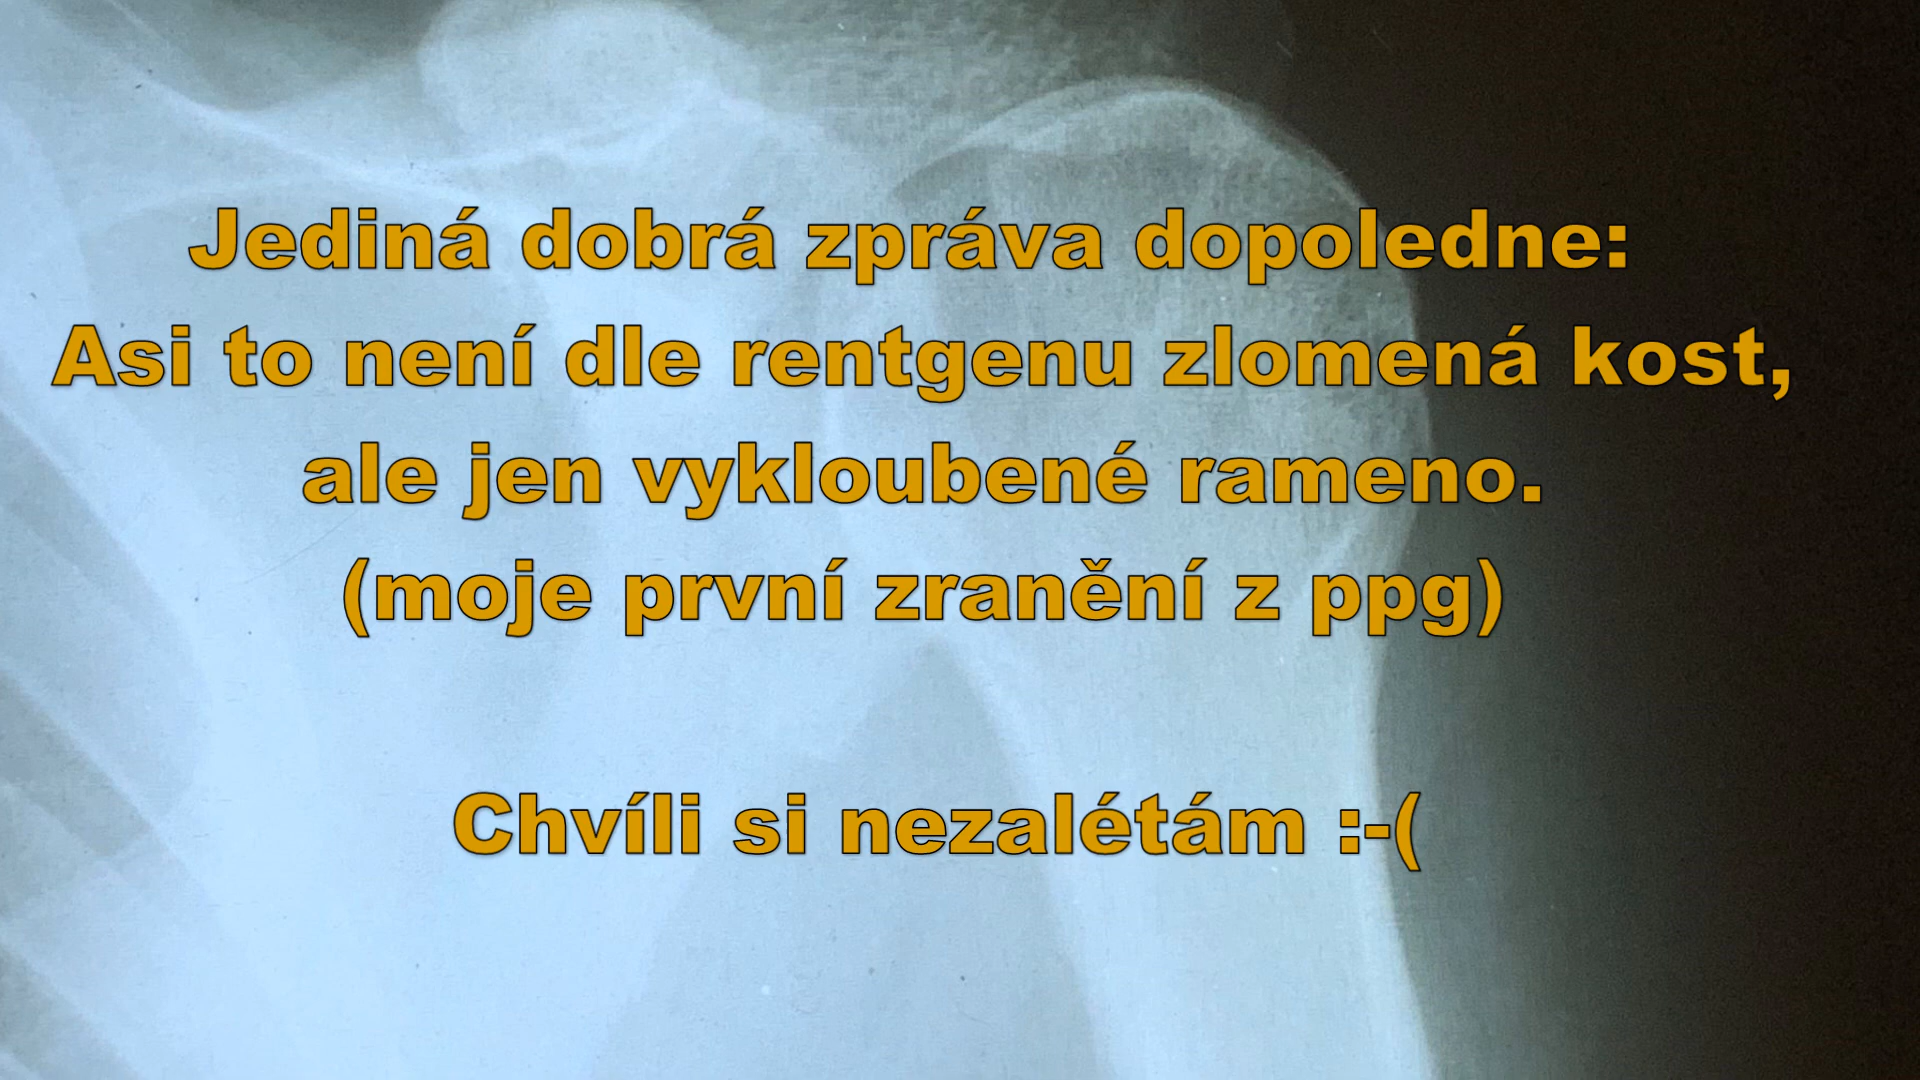 Jediná dobrá zpráva dopoledne:
Asi to není dle rentgenu zlomená kost,
ale jen vykloubené rameno.
(moje první zranění z ppg)
Chvíli si nezalétám :-(